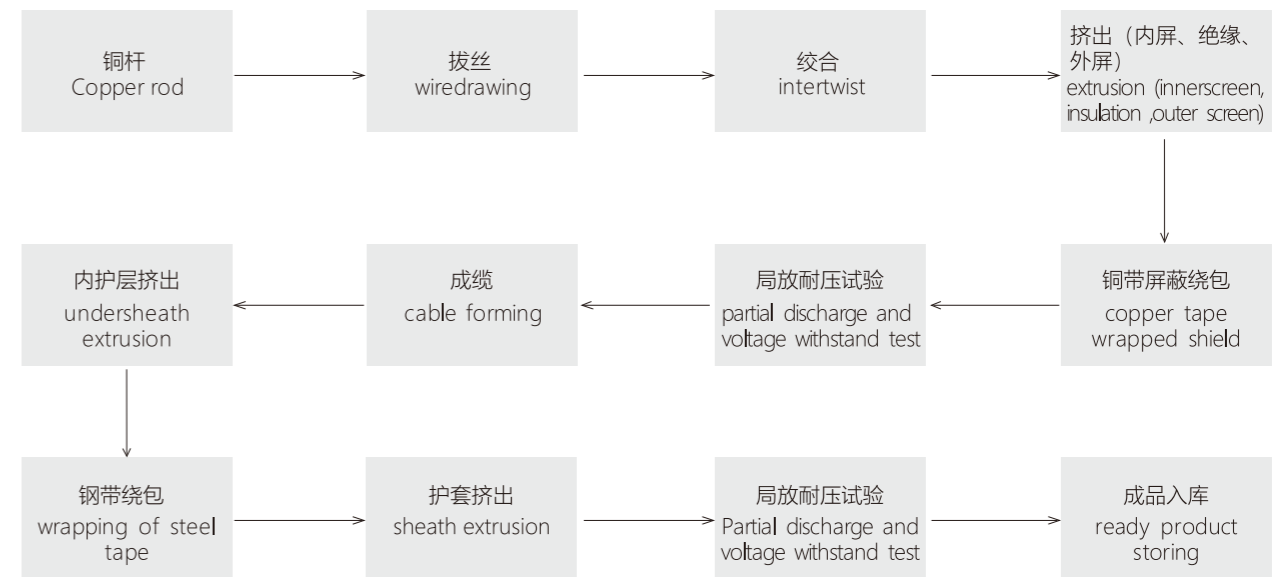 铜杆
Copper rod
拔丝
wiredrawing
绞合
intertwist
挤出（内屏、绝缘、
外屏）
extrusion (innerscreen,
insulation ,outer screen)
内护层挤出
undersheath
extrusion
成缆
cable forming
局放耐压试验
partial discharge and
voltage withstand test
铜带屏蔽绕包
copper tape
wrapped shield
钢带绕包
wrapping of steel
tape
护套挤出
sheath extrusion
局放耐压试验
Partial discharge and
voltage withstand test
成品入库
ready product
storing